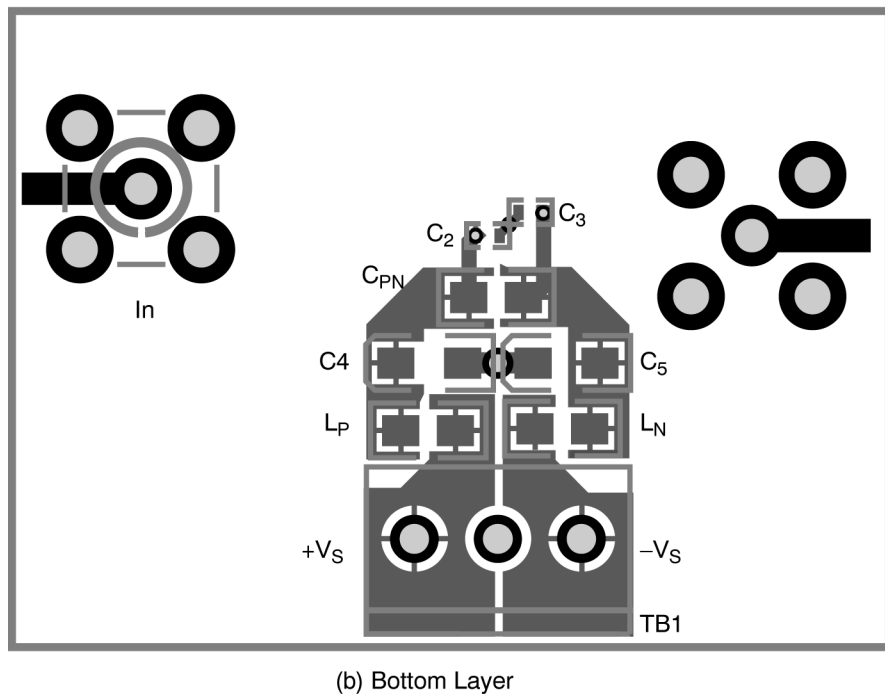 C3
C2
CPN
In
C4
C5
LP
LN
+VS
−VS
TB1
(b) Bottom Layer